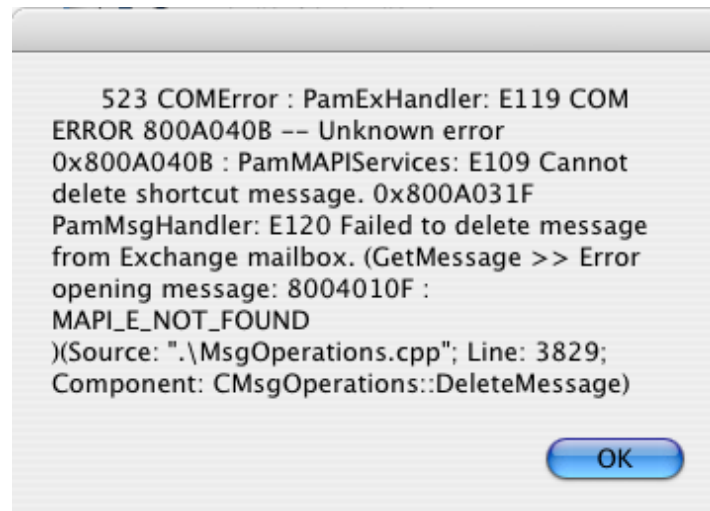 523 COMError : PamExHandler: E119 COM
ERROR 800A040B -- Unknown error
0x800A040B : PamMAPIServices: E109 Cannot
delete shortcut message. 0x800A031F
PamMsgHandler: E120 Failed to delete message
from Exchange mailbox. (GetMessage >> Error
opening message: 8004010F :
MAPI_E_NOT_FOUND
)(Source: ".\MsgOperations.cpp"; Line: 3829;
Component: CMsgOperations::DeleteMessage)
OK